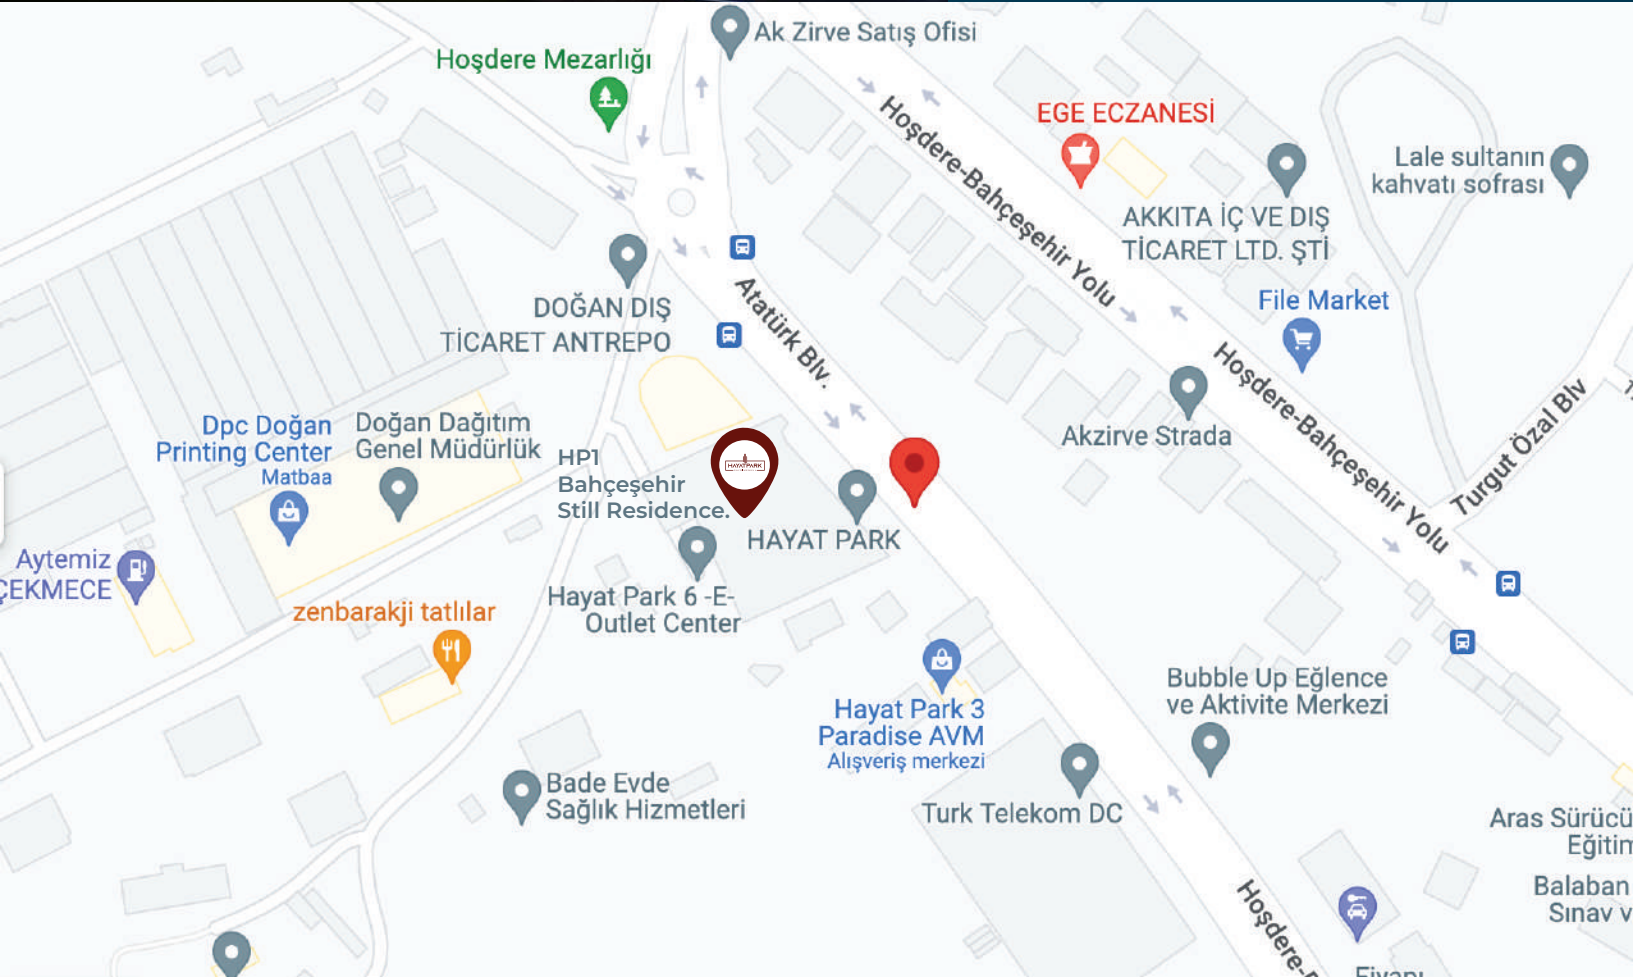 Ak Zirve Satış Ofisi
Hoşdere Mezarlığı
EGE ECZANESİ
Hoşdere-Bahçeşehir Yolu
Lale sultanın
kahvatı sofrası
AKKITA İÇ VE DIŞ
TİCARET LTD. ŞTİ
DOĞAN DIŞ
TİCARET ANTREPO
Atatürk Blv.
File Market
Hoşdere-Bahçeşehir Yolu
Turgut Özal Blv
Akzirve Strada
Dpc Doğan
Printing Center
Matbaa
Doğan Dağıtım
Genel Müdürlük
HP1
Bahçeşehir
Still Residence.
HAYATPARK
HAYAT PARK
Aytemiz
ÇEKMECE
Hayat Park 6 -E-
Outlet Center
zenbarakji tatlılar
Hayat Park 3
Paradise AVM
Alışveriş merkezi
Bubble Up Eğlence
ve Aktivite Merkezi
Bade Evde
Sağlık Hizmetleri
Turk Telekom DC
Aras Sürücü
Eğitim
Balaban
Sınav v
Hoşdere-